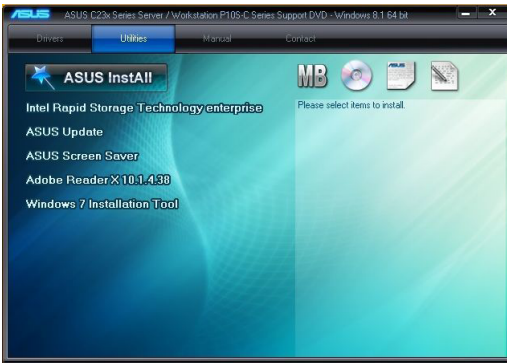 ASUS ASUS C23x Series Server / Workstation P10S-C Series Support DVD - Windows 8.1 64 bit
Drivers Utilities Manual Contact
ASUS InstAll
MB
Intel Rapid Storage Technology enterprise
Please select items to install.
ASUS Update
ASUS Screen Saver
Adobe Reader X 10.1.4.38
Windows 7 Installation Tool